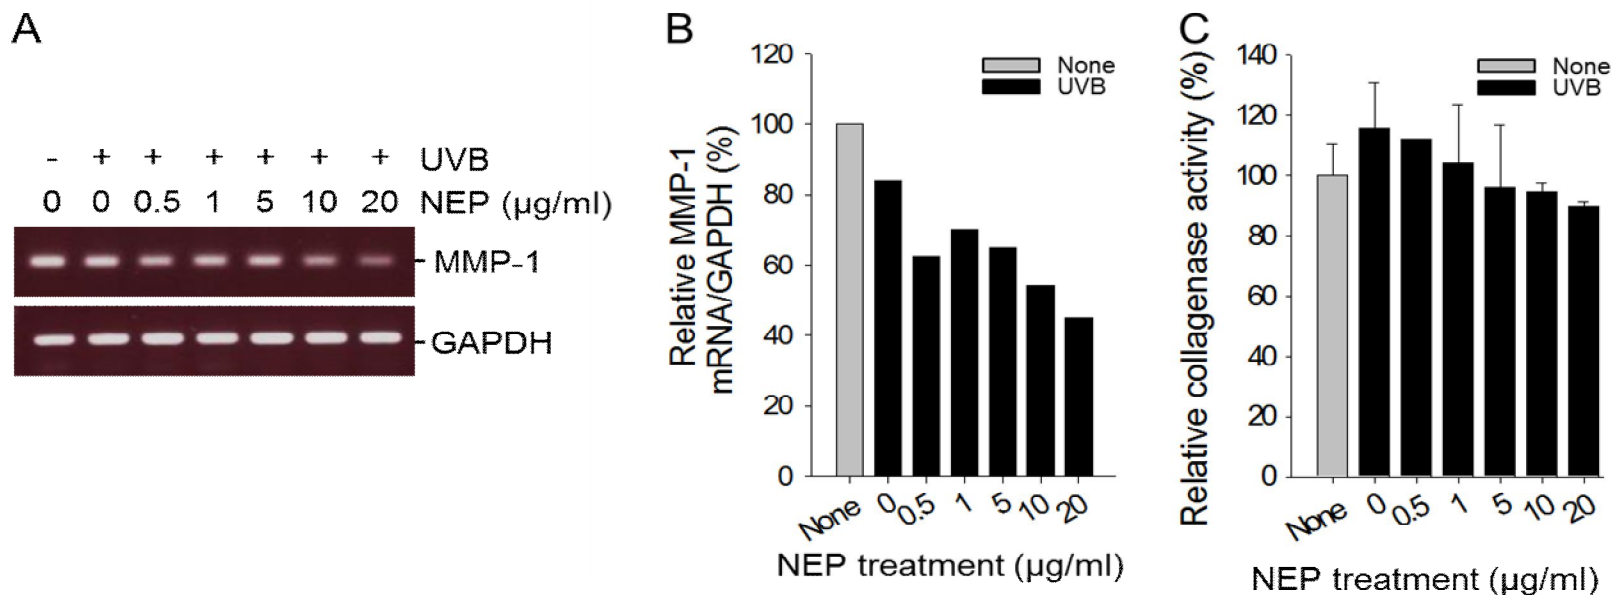 A
- + + + + + + UVB
0 0 0.5 1 5 10 20 NEP (µg/ml)
MMP-1
GAPDH
B
Relative MMP-1
mRNA/GAPDH (%)
120
100
80
60
40
20
0
None
UVB
None 0 0.5 1 5 10 20
NEP treatment (µg/ml)
C
Relative collagenase activity (%)
140
120
100
80
60
40
20
0
None
UVB
None 0 0.5 1 5 10 20
NEP treatment (µg/ml)